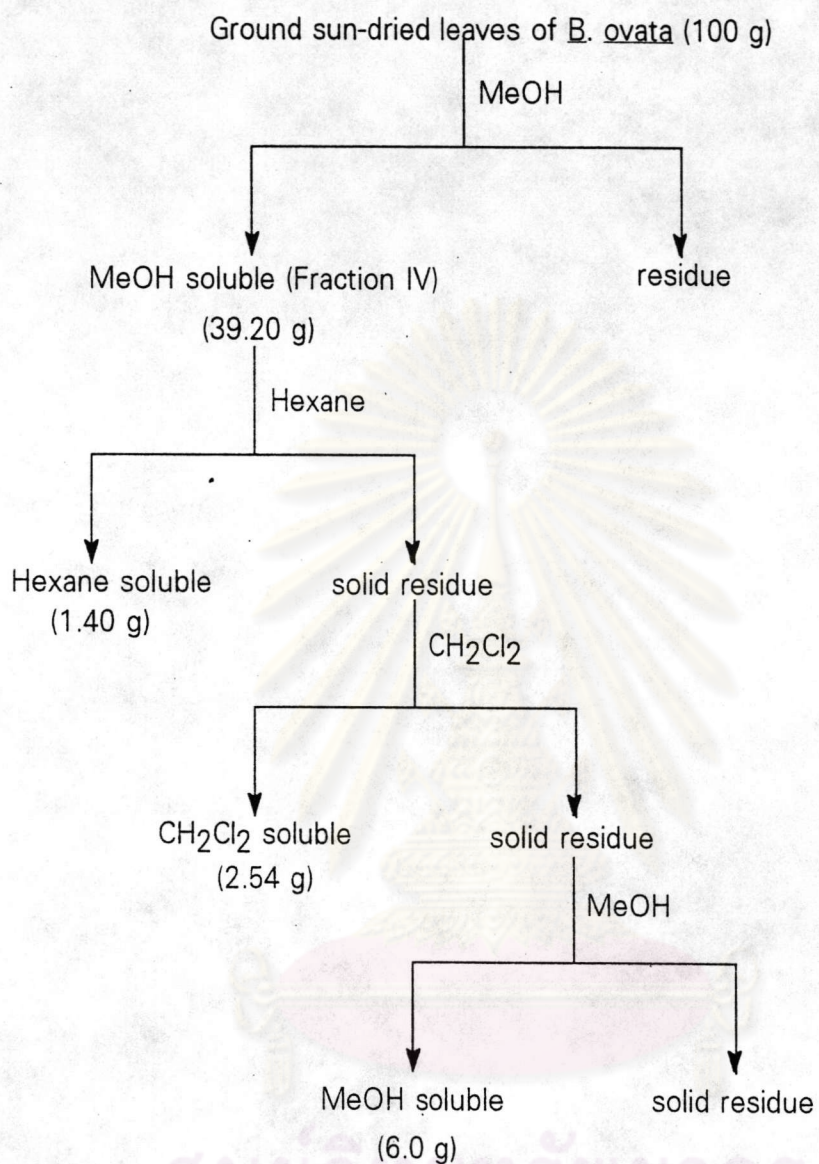 Ground sun-dried leaves of B. ovata (100 g)
MeOH
MeOH soluble (Fraction IV)
(39.20 g)
residue
Hexane
Hexane soluble
(1.40 g)
solid residue
CH2Cl2
CH2Cl2 soluble
(2.54 g)
solid residue
MeOH
MeOH soluble
(6.0 g)
solid residue